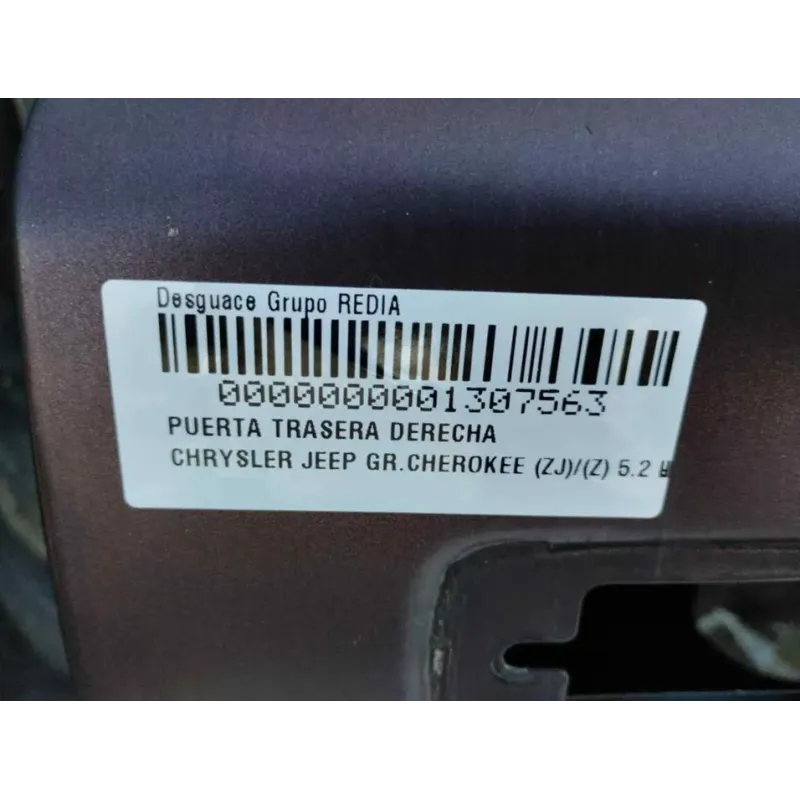 Desguace Grupo REDIA
0000000001307563
PUERTA TRASERA DERECHA
CHRYSLER JEEP GR.CHEROKEE (ZJ)/(Z) 5.2